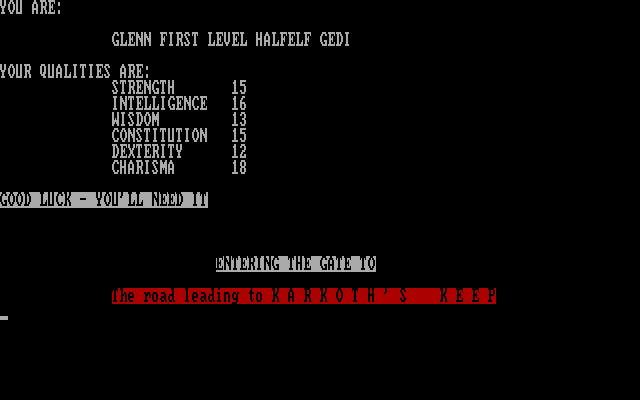 YOU ARE:
GLENN FIRST LEVEL HALFELF GEDI
YOUR QUALITIES ARE:
STRENGTH 15
INTELLIGENCE 16
WISDOM 13
CONSTITUTION 15
DEXTERITY 12
CHARISMA 18
GOOD LUCK - YOU'LL NEED IT
ENTERING THE GATE TO
The road leading to K A R K O T H ' S   K E E P